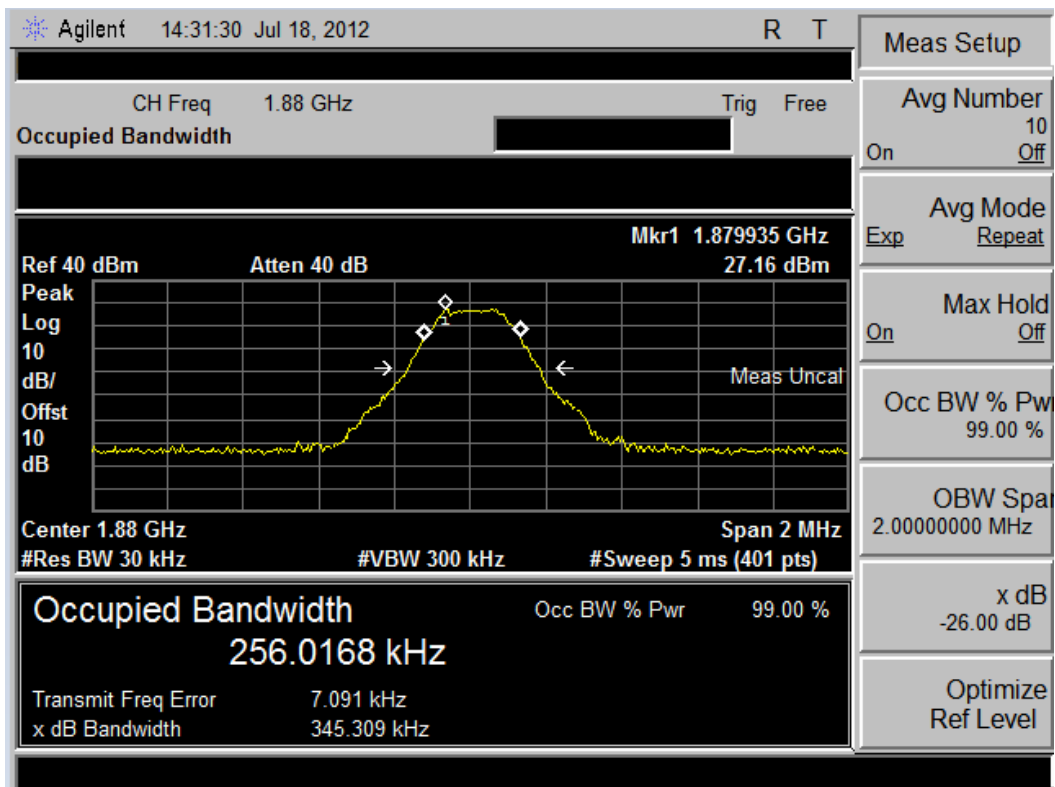 Agilent 14:31:30 Jul 18, 2012 R T
CH Freq 1.88 GHz Trig Free
Occupied Bandwidth
Mkr1 1.879935 GHz
Ref 40 dBm Atten 40 dB 27.16 dBm
Peak
Log
10
dB/
Offst
10
dB
1
Meas Uncal
Center 1.88 GHz Span 2 MHz
#Res BW 30 kHz #VBW 300 kHz #Sweep 5 ms (401 pts)
Occupied Bandwidth Occ BW % Pwr 99.00 %
256.0168 kHz
Transmit Freq Error 7.091 kHz
x dB Bandwidth 345.309 kHz
Meas Setup
Avg Number
10
On Off
Avg Mode
Exp Repeat
Max Hold
On Off
Occ BW % Pwr
99.00 %
OBW Spa
2.00000000 MHz
x dB
-26.00 dB
Optimize
Ref Level